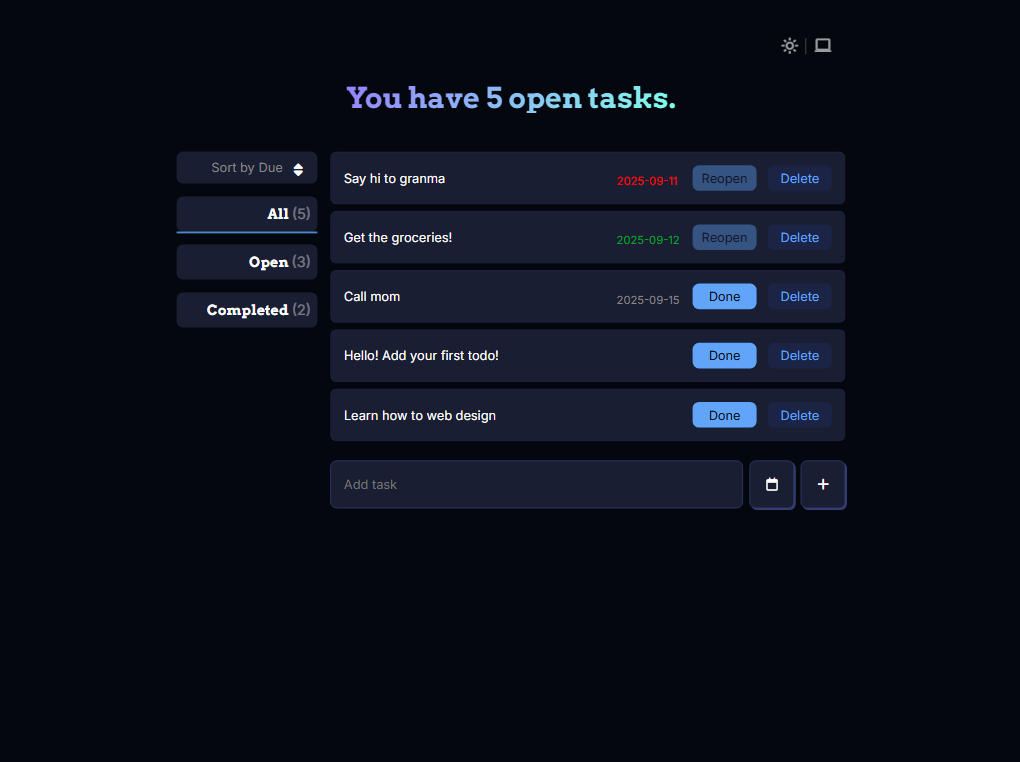 You have 5 open tasks.
Sort by Due
All (5)
Open (3)
Completed (2)
Say hi to granma 2025-09-11 Reopen Delete
Get the groceries! 2025-09-12 Reopen Delete
Call mom 2025-09-15 Done Delete
Hello! Add your first todo! Done Delete
Learn how to web design Done Delete
Add task